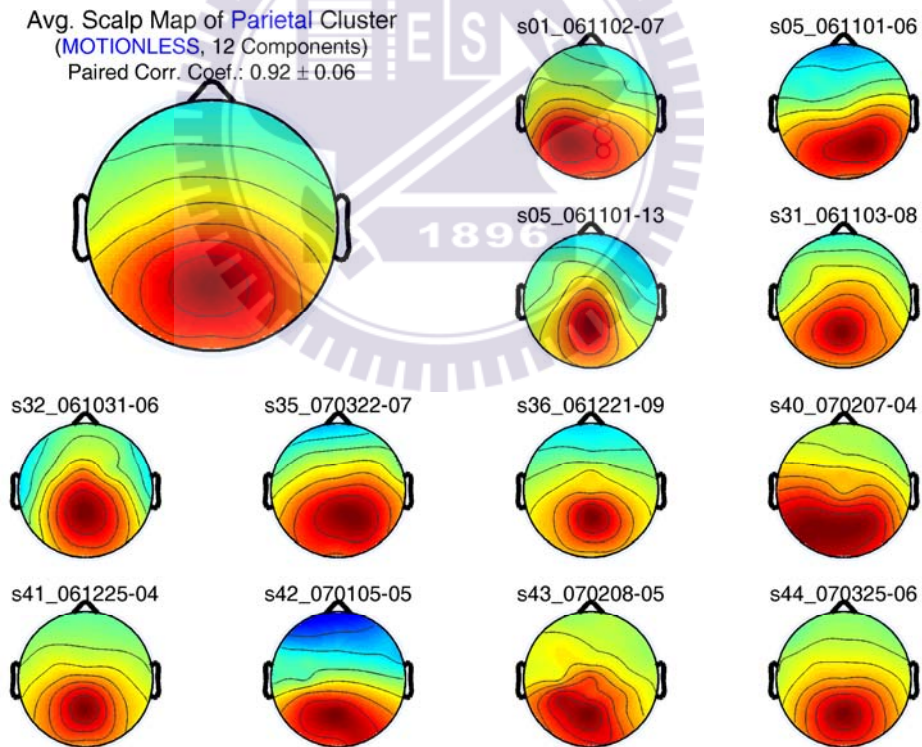 Avg. Scalp Map of Parietal Cluster
(MOTIONLESS, 12 Components)
Paired Corr. Coef.: 0.92 ± 0.06
s01_061102-07
s05_061101-06
ES
1896
s05_061101-13
s31_061103-08
s32_061031-06
s35_070322-07
s36_061221-09
s40_070207-04
s41_061225-04
s42_070105-05
s43_070208-05
s44_070325-06